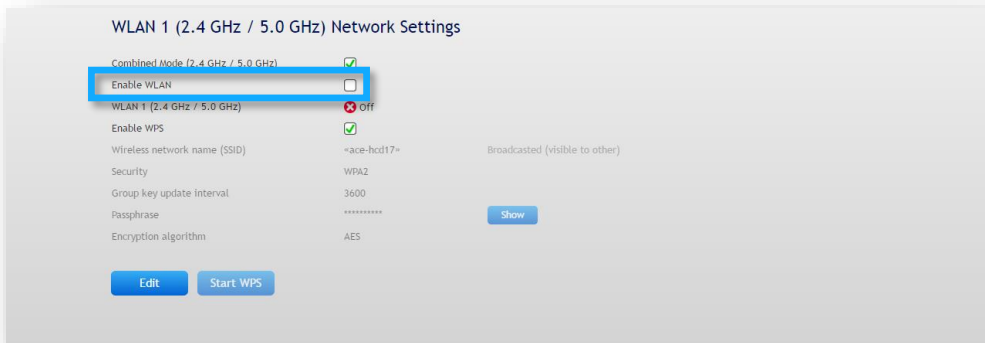 WLAN 1 (2.4 GHz / 5.0 GHz) Network Settings
Combined Mode (2.4 GHz / 5.0 GHz)
Enable WLAN
WLAN 1 (2.4 GHz / 5.0 GHz) Off
Enable WPS
Wireless network name (SSID) «ace-hcd17» Broadcasted (visible to other)
Security WPA2
Group key update interval 3600
Passphrase ********** Show
Encryption algorithm AES
Edit Start WPS